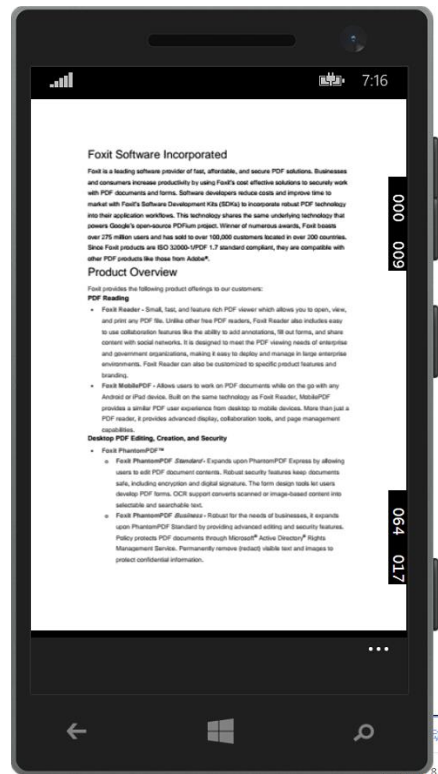 7:16
Foxit Software Incorporated
Foxit is a leading software provider of fast, affordable, and secure PDF solutions. Businesses
and consumers increase productivity by using Foxit's cost effective solutions to securely work
with PDF documents and forms. Software developers reduce costs and improve time to
market with Foxit's Software Development Kits (SDKs) to incorporate robust PDF technology
into their application workflows. This technology shares the same underlying technology that
powers Google's open-source PDFium project. Winner of numerous awards, Foxit boasts
over 275 million users and has sold to over 100,000 customers located in over 200 countries.
Since Foxit products are ISO 32000-1/PDF 1.7 standard compliant, they are compatible with
other PDF products like those from Adobe®.
Product Overview
Foxit provides the following product offerings to our customers:
PDF Reading
• Foxit Reader - Small, fast, and feature rich PDF viewer which allows you to open, view,
and print any PDF file. Unlike other free PDF readers, Foxit Reader also includes easy
to use collaboration features like the ability to add annotations, fill out forms, and share
content with social networks. It is designed to meet the PDF viewing needs of enterprise
and government organizations, making it easy to deploy and manage in large enterprise
environments. Foxit Reader can also be customized to specific product features and
branding.
• Foxit MobilePDF - Allows users to work on PDF documents while on the go with any
Android or iPad device. Built on the same technology as Foxit Reader, MobilePDF
provides a similar PDF user experience from desktop to mobile devices. More than just a
PDF reader, it provides advanced display, collaboration tools, and page management
capabilities.
Desktop PDF Editing, Creation, and Security
• Foxit PhantomPDF™
o Foxit PhantomPDF Standard - Expands upon PhantomPDF Express by allowing
users to edit PDF document contents. Robust security features keep documents
safe, including encryption and digital signature. The form design tools let users
develop PDF forms. OCR support converts scanned or image-based content into
selectable and searchable text.
o Foxit PhantomPDF Business - Robust for the needs of businesses, it expands
upon PhantomPDF Standard by providing advanced editing and security features.
Policy protects PDF documents through Microsoft® Active Directory® Rights
Management Service. Permanently remove (redact) visible text and images to
protect confidential information.
000 009
064 017